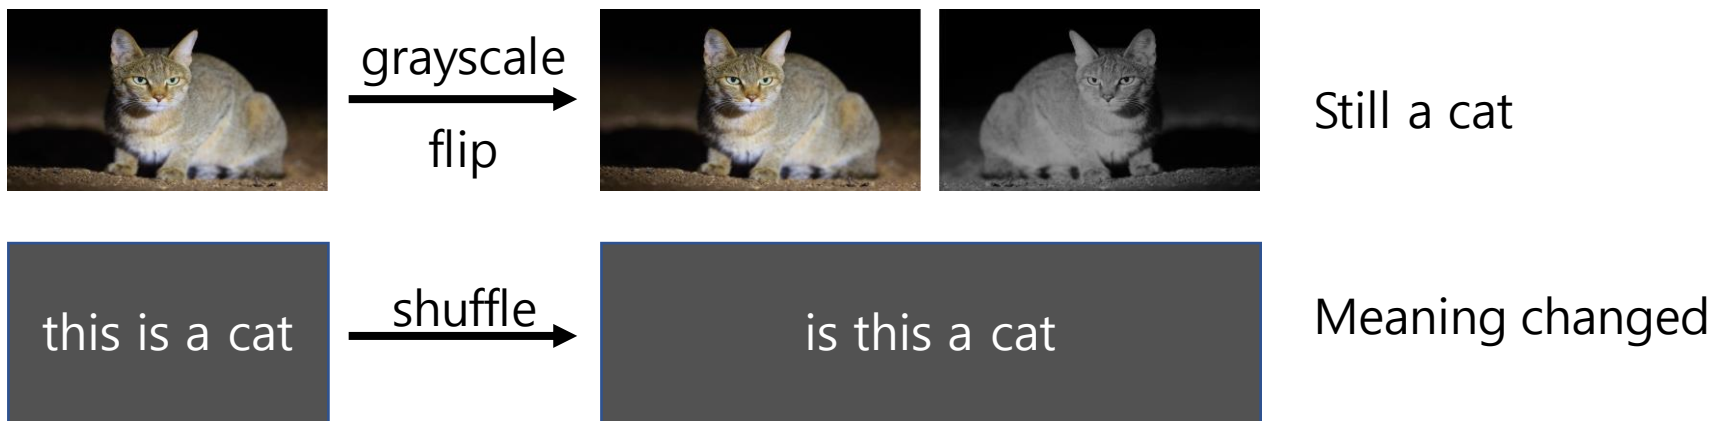 grayscale
flip
Still a cat
this is a cat
shuffle
is this a cat
Meaning changed